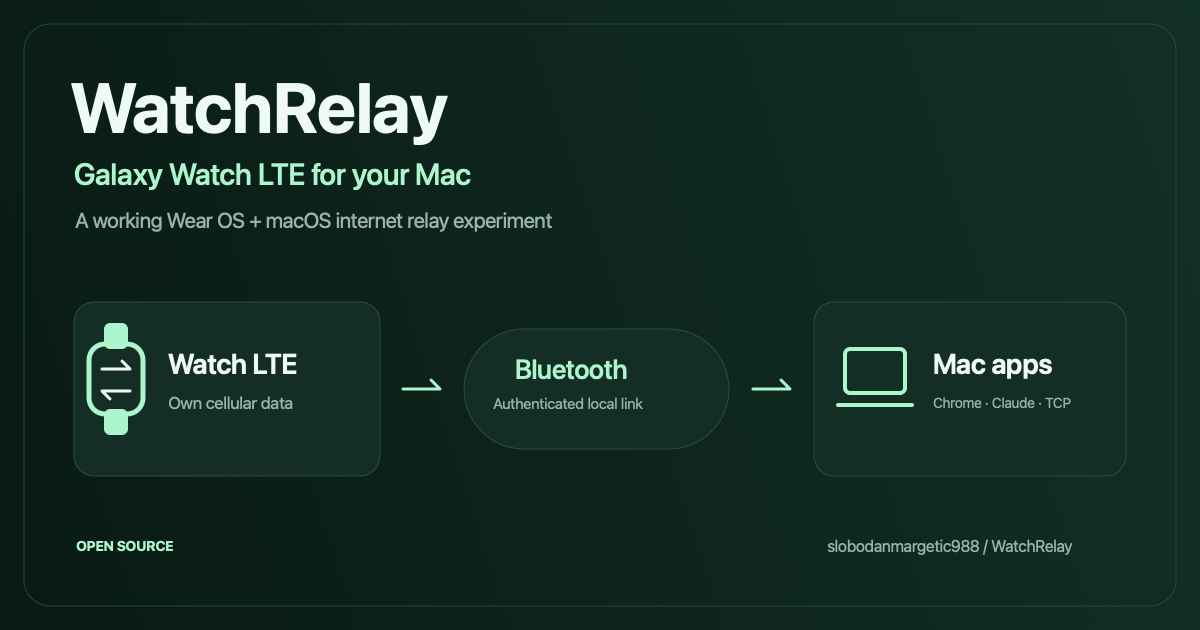 WatchRelay
Galaxy Watch LTE for your Mac
A working Wear OS + macOS internet relay experiment
Watch LTE
Own cellular data
Bluetooth
Authenticated local link
Mac apps
Chrome · Claude · TCP
OPEN SOURCE
slobodanmargetic988 / WatchRelay